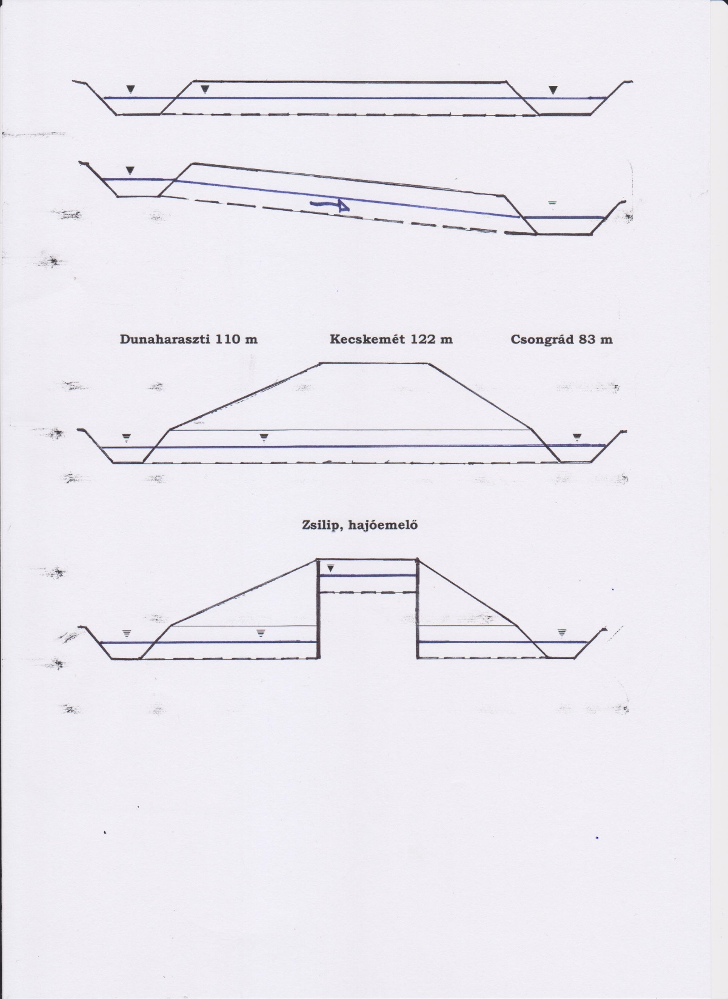 Dunaharaszti 110 m Kecskemét 122 m Csongrád 83 m
Zsilip, hajóemelő